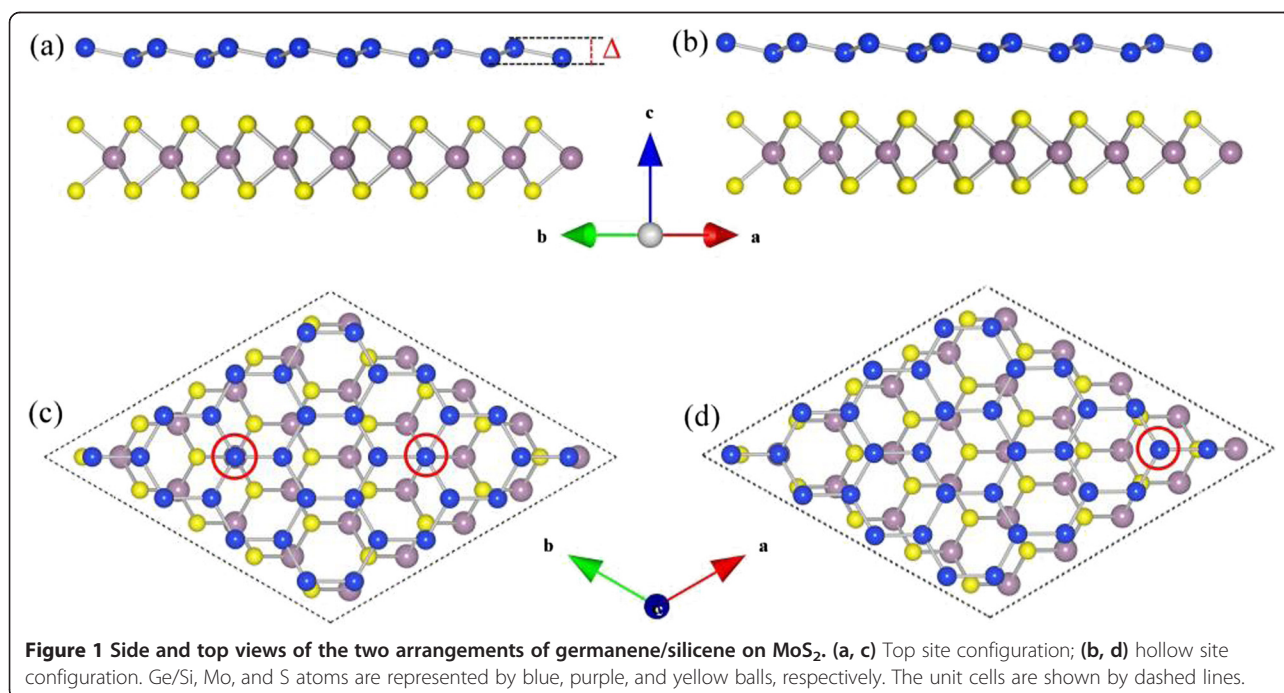 (a)
Δ
(b)
c
b
a
(c)
(d)
b
a
c
Figure 1 Side and top views of the two arrangements of germanene/silicene on MoS₂. (a, c) Top site configuration; (b, d) hollow site
configuration. Ge/Si, Mo, and S atoms are represented by blue, purple, and yellow balls, respectively. The unit cells are shown by dashed lines.